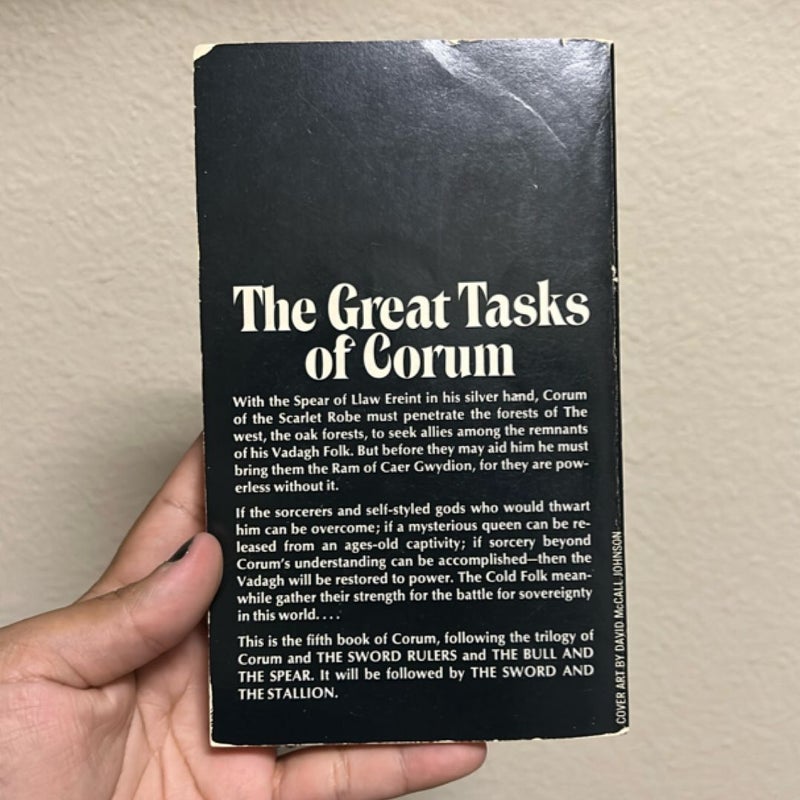 The Great Tasks
of Corum
With the Spear of Llaw Ereint in his silver hand, Corum
of the Scarlet Robe must penetrate the forests of The
west, the oak forests, to seek allies among the remnants
of his Vadagh Folk. But before they may aid him he must
bring them the Ram of Caer Gwydion, for they are pow-
erless without it.
If the sorcerers and self-styled gods who would thwart
him can be overcome; if a mysterious queen can be re-
leased from an ages-old captivity; if sorcery beyond
Corum's understanding can be accomplished—then the
Vadagh will be restored to power. The Cold Folk mean-
while gather their strength for the battle for sovereignty
in this world....
This is the fifth book of Corum, following the trilogy of
Corum and THE SWORD RULERS and THE BULL AND
THE SPEAR. It will be followed by THE SWORD AND
THE STALLION.
COVER ART BY DAVID McCALL JOHNSON